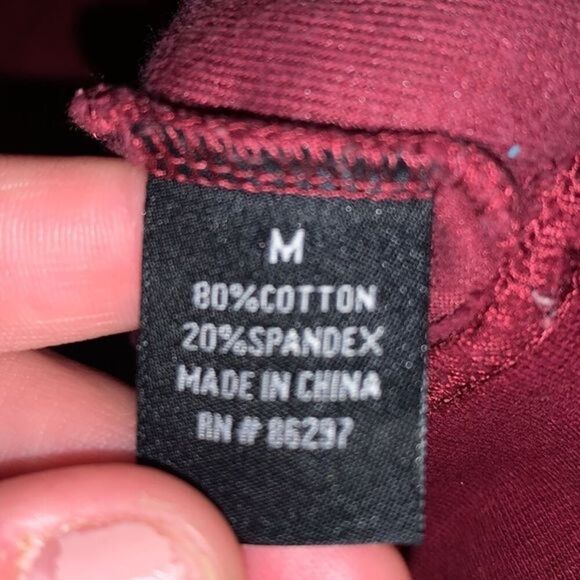 M
80%COTTON
20%SPANDEX
MADE IN CHINA
RN # 86297